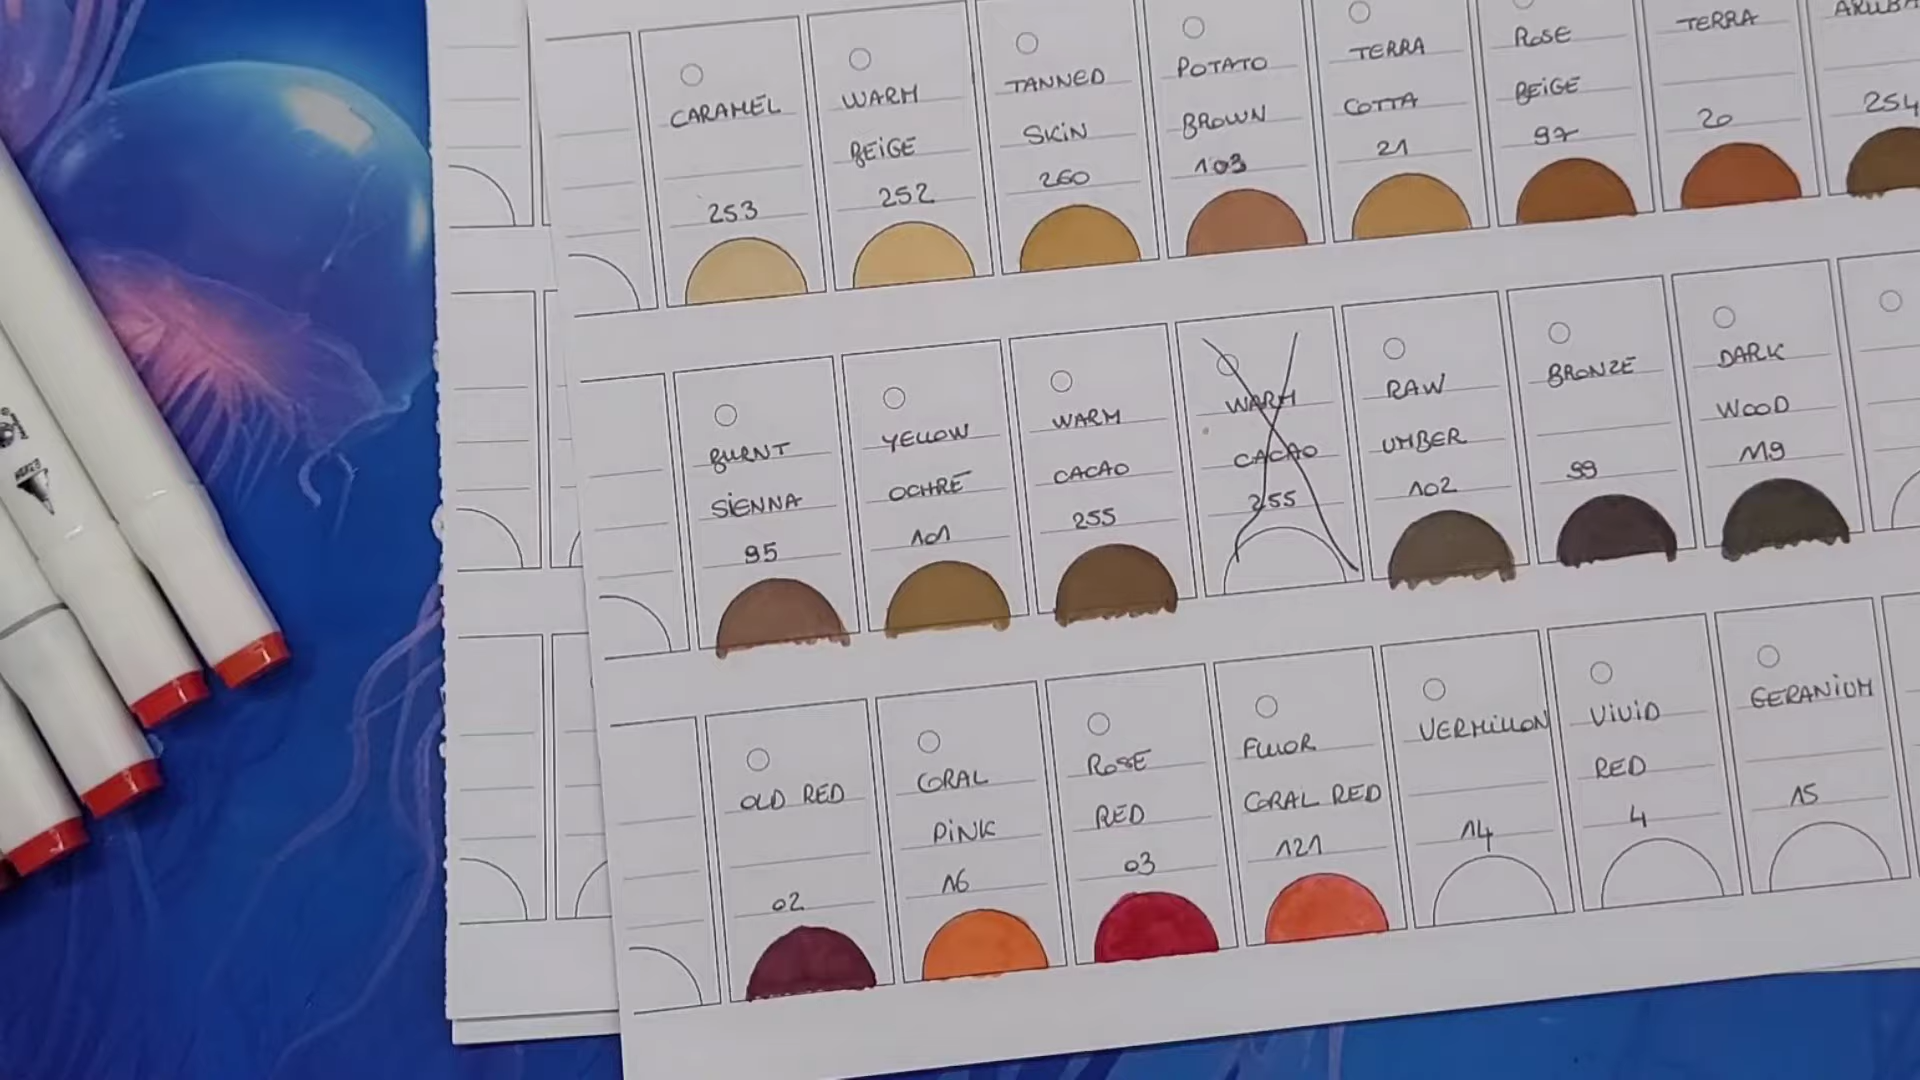 CARAMEL
253
WARM
BEIGE
252
TANNED
SKIN
260
POTATO
BROWN
103
TERRA
COTTA
21
ROSE
BEIGE
97
TERRA
20
ARUBA
254
BURNT
SIENNA
95
YELLOW
OCHRE
101
WARM
CACAO
255
WARM
CACAO
255
RAW
UMBER
102
BRONZE
99
DARK
WOOD
M9
OLD RED
02
CORAL
PINK
16
ROSE
RED
03
FLUOR
CORAL RED
121
VERMILLON
14
VIVID
RED
4
GERANIUM
15